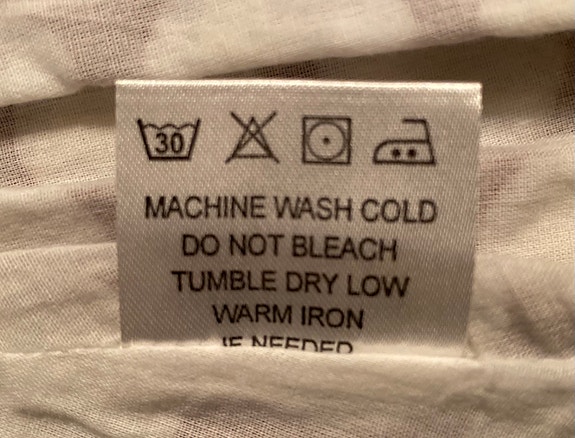 30
MACHINE WASH COLD
DO NOT BLEACH
TUMBLE DRY LOW
WARM IRON
IF NEEDED